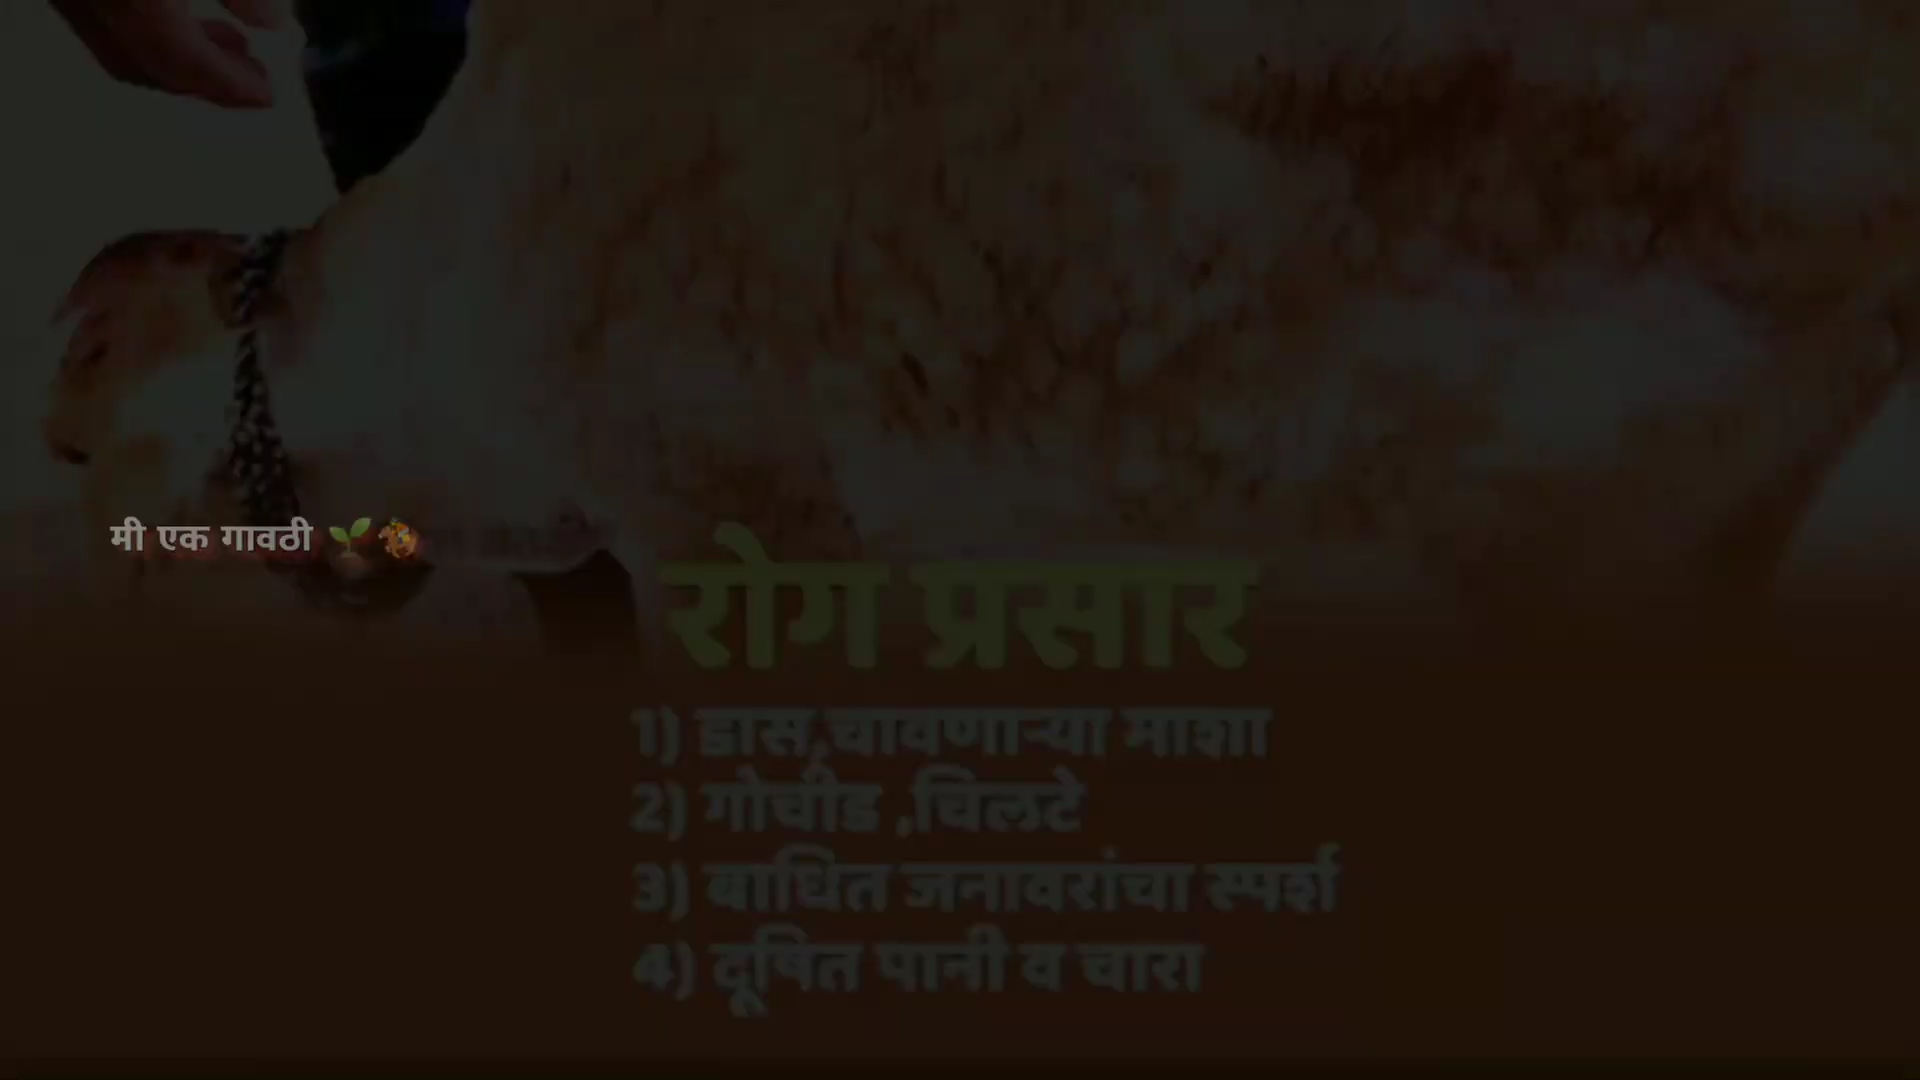 मी एक गावठी 🌱🐅
रोग प्रसार
1) डास,चावणाऱ्या माशा
2) गोचीड ,चिलटे
3) बाधित जनावरांचा स्पर्श
4) दूषित पानी व चारा